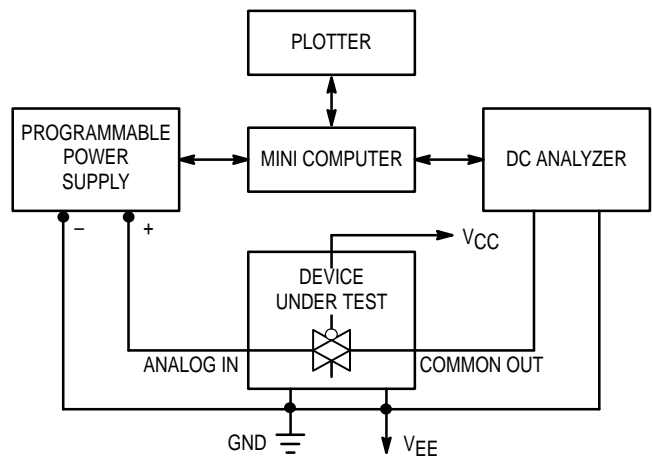 PLOTTER
PROGRAMMABLE
POWER
SUPPLY
MINI COMPUTER
DC ANALYZER
– +
VCC
DEVICE
UNDER TEST
ANALOG IN
COMMON OUT
GND
VEE